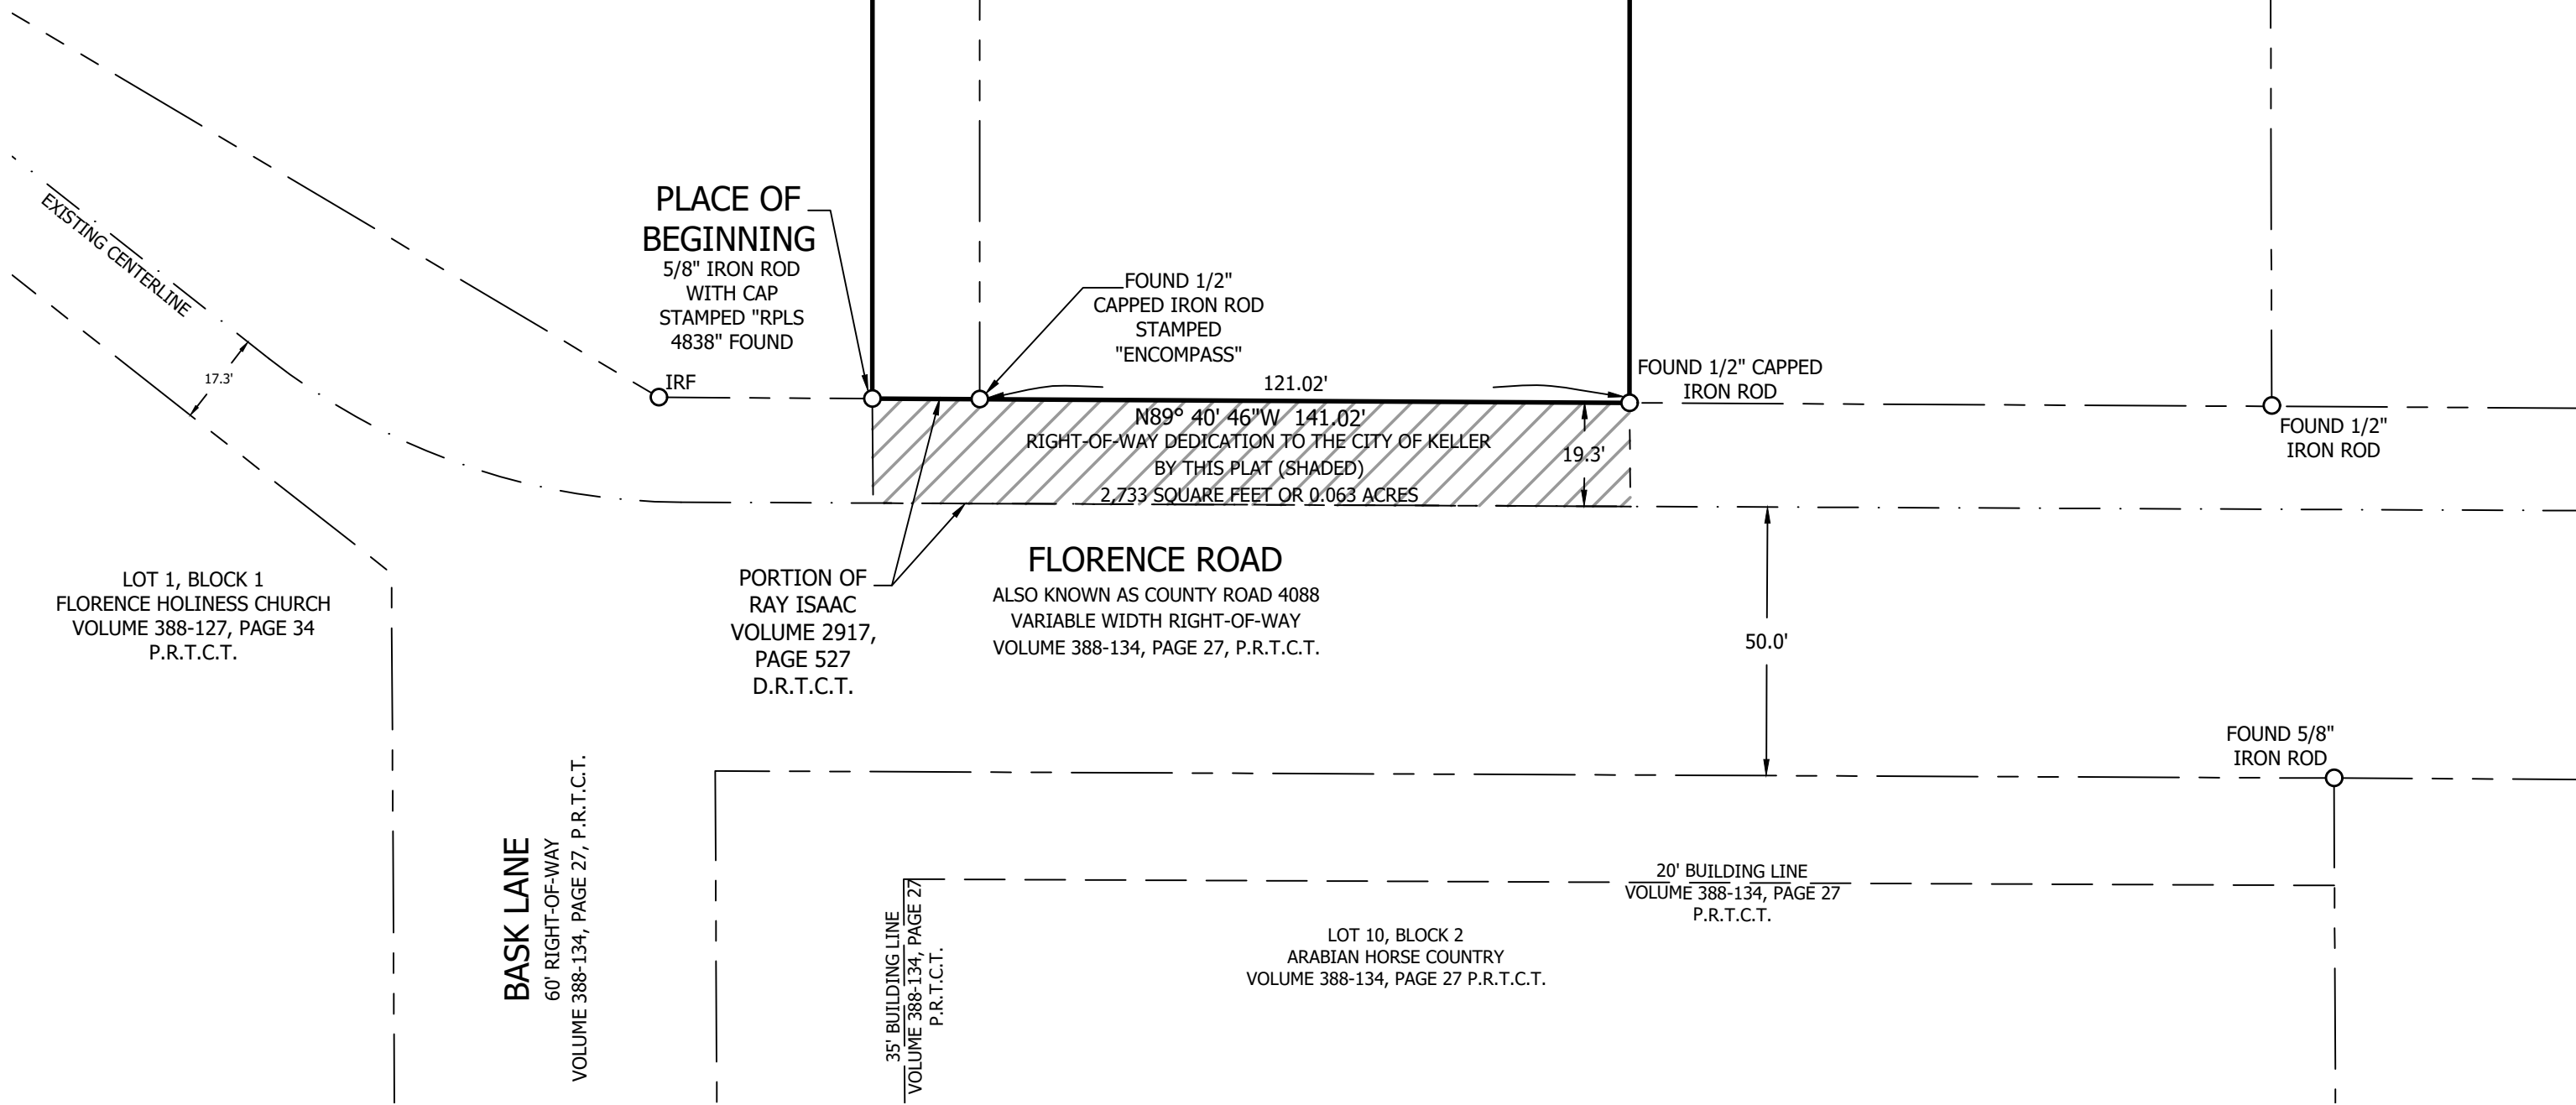 EXISTING CENTERLINE
17.3'
PLACE OF
BEGINNING
5/8" IRON ROD
WITH CAP
STAMPED "RPLS
4838" FOUND
IRF
FOUND 1/2"
CAPPED IRON ROD
STAMPED
"ENCOMPASS"
121.02'
FOUND 1/2" CAPPED
IRON ROD
N89° 40' 46"W 141.02'
RIGHT-OF-WAY DEDICATION TO THE CITY OF KELLER
BY THIS PLAT (SHADED)
2,733 SQUARE FEET OR 0.063 ACRES
19.3'
FOUND 1/2"
IRON ROD
LOT 1, BLOCK 1
FLORENCE HOLINESS CHURCH
VOLUME 388-127, PAGE 34
P.R.T.C.T.
PORTION OF
RAY ISAAC
VOLUME 2917,
PAGE 527
D.R.T.C.T.
FLORENCE ROAD
ALSO KNOWN AS COUNTY ROAD 4088
VARIABLE WIDTH RIGHT-OF-WAY
VOLUME 388-134, PAGE 27, P.R.T.C.T.
50.0'
FOUND 5/8"
IRON ROD
BASK LANE
60' RIGHT-OF-WAY
VOLUME 388-134, PAGE 27, P.R.T.C.T.
35' BUILDING LINE
VOLUME 388-134, PAGE 27
P.R.T.C.T.
20' BUILDING LINE
VOLUME 388-134, PAGE 27
P.R.T.C.T.
LOT 10, BLOCK 2
ARABIAN HORSE COUNTRY
VOLUME 388-134, PAGE 27 P.R.T.C.T.